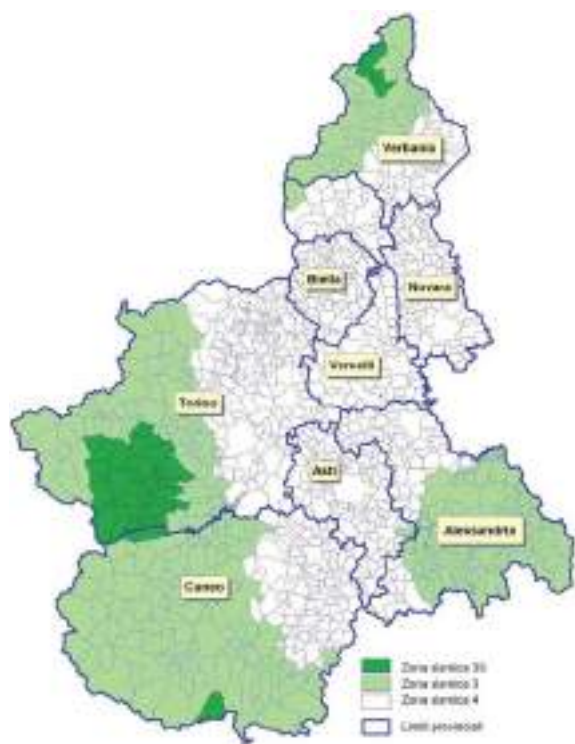 Verbania
Biella
Novara
Vercelli
Torino
Asti
Alessandria
Cuneo
Zona sismica 3S
Zona sismica 3
Zona sismica 4
Limiti provinciali